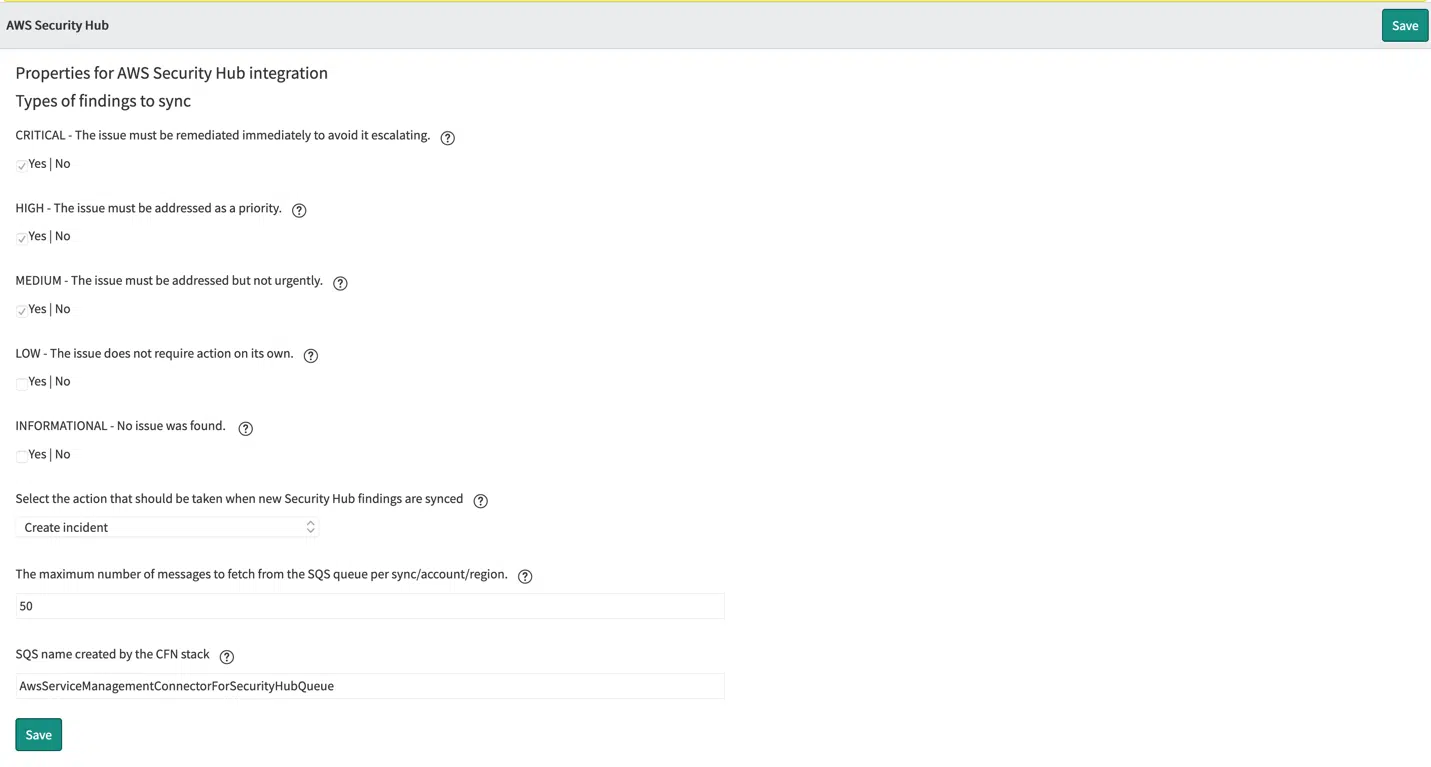 AWS Security Hub
Save
Properties for AWS Security Hub integration
Types of findings to sync
CRITICAL - The issue must be remediated immediately to avoid it escalating. ?
Yes | No
HIGH - The issue must be addressed as a priority. ?
Yes | No
MEDIUM - The issue must be addressed but not urgently. ?
Yes | No
LOW - The issue does not require action on its own. ?
Yes | No
INFORMATIONAL - No issue was found. ?
Yes | No
Select the action that should be taken when new Security Hub findings are synced ?
Create incident
The maximum number of messages to fetch from the SQS queue per sync/account/region. ?
50
SQS name created by the CFN stack ?
AwsServiceManagementConnectorForSecurityHubQueue
Save